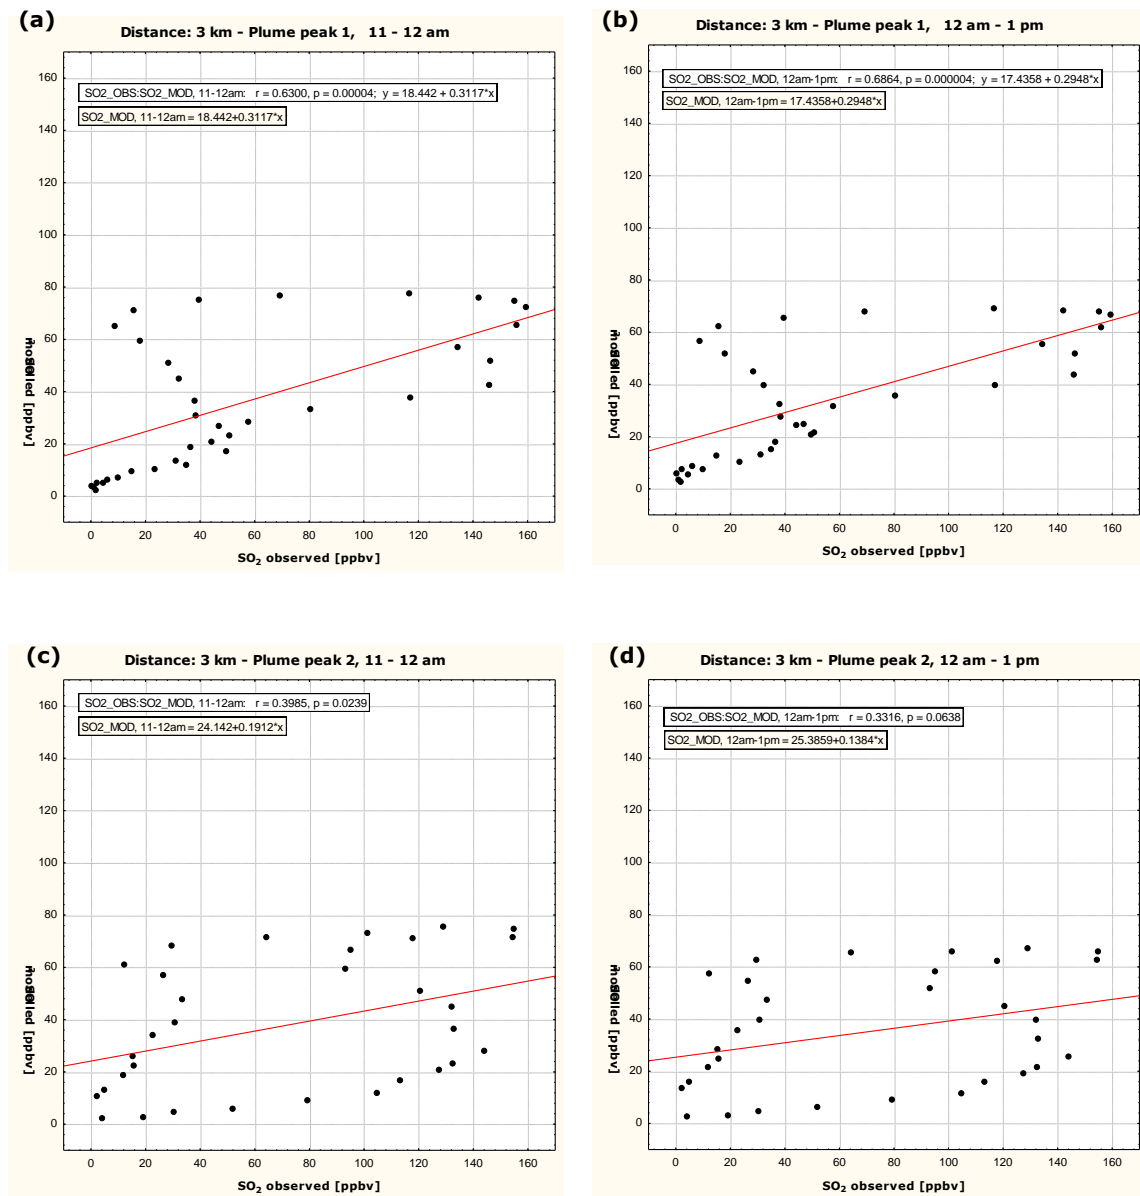 (a)
Distance: 3 km - Plume peak 1, 11 - 12 am
SO2_OBS:SO2_MOD, 11-12am: r = 0.6300, p = 0.00004; y = 18.442 + 0.3117*x
SO2_MOD, 11-12am = 18.442+0.3117*x
160
140
120
100
80
60
40
20
0
0 20 40 60 80 100 120 140 160
[ppbv]
SO2 observed [ppbv]
(b)
Distance: 3 km - Plume peak 1, 12 am - 1 pm
SO2_OBS:SO2_MOD, 12am-1pm: r = 0.6864, p = 0.000004; y = 17.4358 + 0.2948*x
SO2_MOD, 12am-1pm = 17.4358+0.2948*x
160
140
120
100
80
60
40
20
0
0 20 40 60 80 100 120 140 160
[ppbv]
SO2 observed [ppbv]
(c)
Distance: 3 km - Plume peak 2, 11 - 12 am
SO2_OBS:SO2_MOD, 11-12am: r = 0.3985, p = 0.0239
SO2_MOD, 11-12am = 24.142+0.1912*x
160
140
120
100
80
60
40
20
0
0 20 40 60 80 100 120 140 160
[ppbv]
SO2 observed [ppbv]
(d)
Distance: 3 km - Plume peak 2, 12 am - 1 pm
SO2_OBS:SO2_MOD, 12am-1pm: r = 0.3316, p = 0.0638
SO2_MOD, 12am-1pm = 25.3859+0.1384*x
160
140
120
100
80
60
40
20
0
0 20 40 60 80 100 120 140 160
[ppbv]
SO2 observed [ppbv]